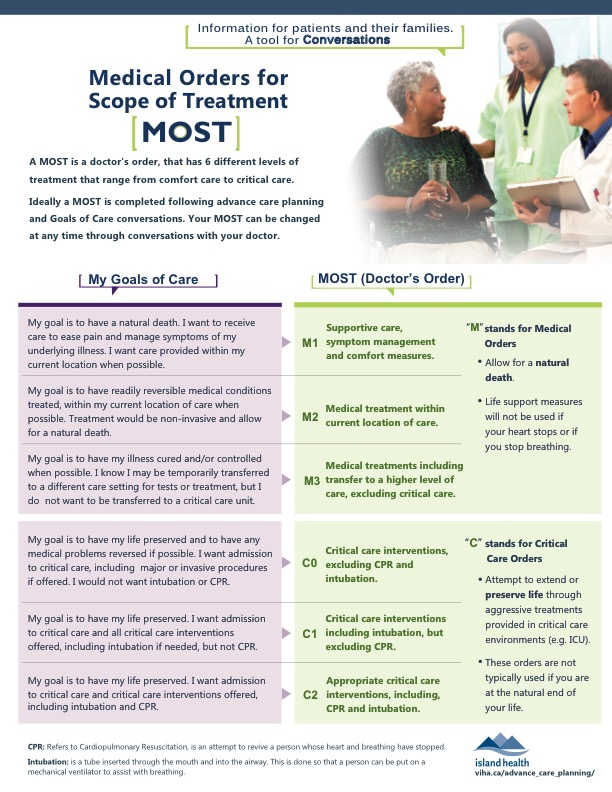 Information for patients and their families.
A tool for Conversations
Medical Orders for
Scope of Treatment
[MOST]
A MOST is a doctor's order, that has 6 different levels of
treatment that range from comfort care to critical care.
Ideally a MOST is completed following advance care planning
and Goals of Care conversations. Your MOST can be changed
at any time through conversations with your doctor.
My Goals of Care
MOST (Doctor's Order)
My goal is to have a natural death. I want to receive
care to ease pain and manage symptoms of my
underlying illness. I want care provided within my
current location when possible.
M1
Supportive care,
symptom management
and comfort measures.
My goal is to have readily reversible medical conditions
treated, within my current location of care when
possible. Treatment would be non-invasive and allow
for a natural death.
M2
Medical treatment within
current location of care.
My goal is to have my illness cured and/or controlled
when possible. I know I may be temporarily transferred
to a different care setting for tests or treatment, but I
do not want to be transferred to a critical care unit.
M3
Medical treatments including
transfer to a higher level of
care, excluding critical care.
"M" stands for Medical
Orders
• Allow for a natural
death.
• Life support measures
will not be used if
your heart stops or if
you stop breathing.
My goal is to have my life preserved and to have any
medical problems reversed if possible. I want admission
to critical care, including major or invasive procedures
if offered. I would not want intubation or CPR.
C0
Critical care interventions,
excluding CPR and
intubation.
My goal is to have my life preserved. I want admission
to critical care and all critical care interventions
offered, including intubation if needed, but not CPR.
C1
Critical care interventions
including intubation, but
excluding CPR.
My goal is to have my life preserved. I want admission
to critical care and critical care interventions offered,
including intubation and CPR.
C2
Appropriate critical care
interventions, including,
CPR and intubation.
"C" stands for Critical
Care Orders
• Attempt to extend or
preserve life through
aggressive treatments
provided in critical care
environments (e.g. ICU).
• These orders are not
typically used if you are
at the natural end of
your life.
CPR: Refers to Cardiopulmonary Resuscitation, is an attempt to revive a person whose heart and breathing have stopped.
Intubation: is a tube inserted through the mouth and into the airway. This is done so that a person can be put on a
mechanical ventilator to assist with breathing.
island health
viha.ca/advance_care_planning/